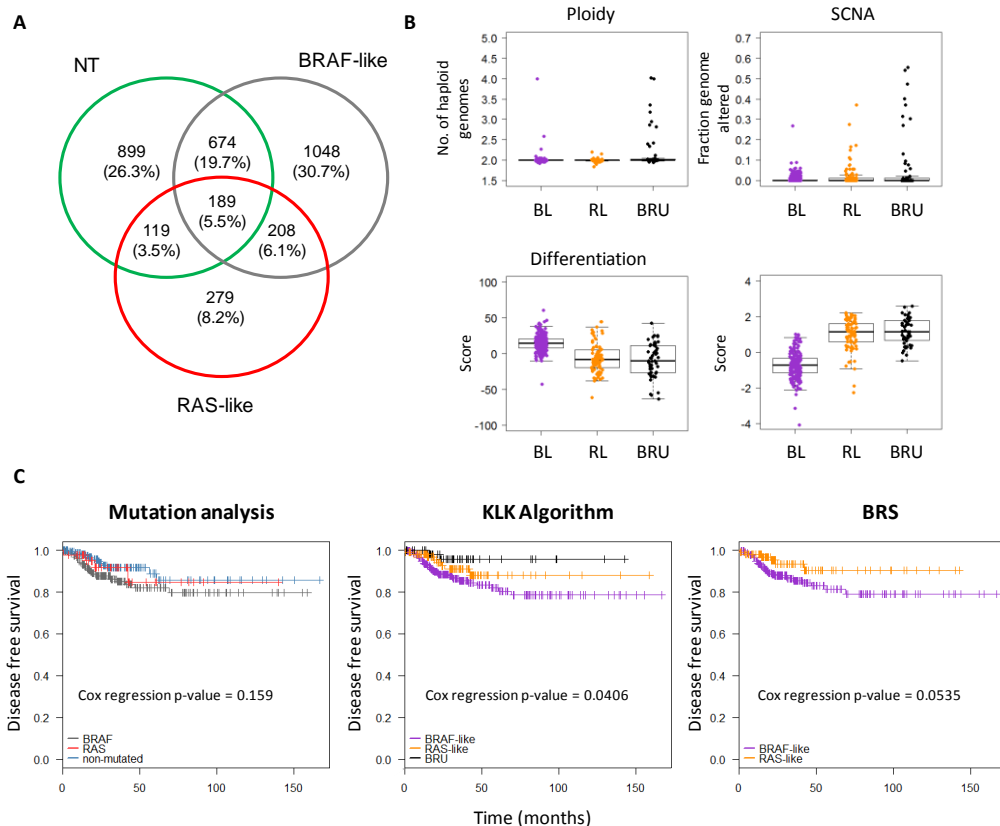 A
NT
BRAF-like
899
(26.3%)
674
(19.7%)
1048
(30.7%)
189
(5.5%)
119
(3.5%)
208
(6.1%)
279
(8.2%)
RAS-like
B
Ploidy
No. of haploid
genomes
5.0
4.5
4.0
3.5
3.0
2.5
2.0
1.5
BL RL BRU
SCNA
Fraction genome
altered
0.7
0.6
0.5
0.4
0.3
0.2
0.1
0.0
BL RL BRU
Differentiation
Score
100
50
0
-50
-100
BL RL BRU
Score
4
2
0
-2
-4
BL RL BRU
C
Mutation analysis
Disease free survival
1.0
0.8
0.6
0.4
0.2
0.0
Cox regression p-value = 0.159
BRAF
RAS
non-mutated
0 50 100 150
KLK Algorithm
Disease free survival
1.0
0.8
0.6
0.4
0.2
0.0
Cox regression p-value = 0.0406
BRAF-like
RAS-like
BRU
0 50 100 150
BRS
Disease free survival
1.0
0.8
0.6
0.4
0.2
0.0
Cox regression p-value = 0.0535
BRAF-like
RAS-like
0 50 100 150
Time (months)